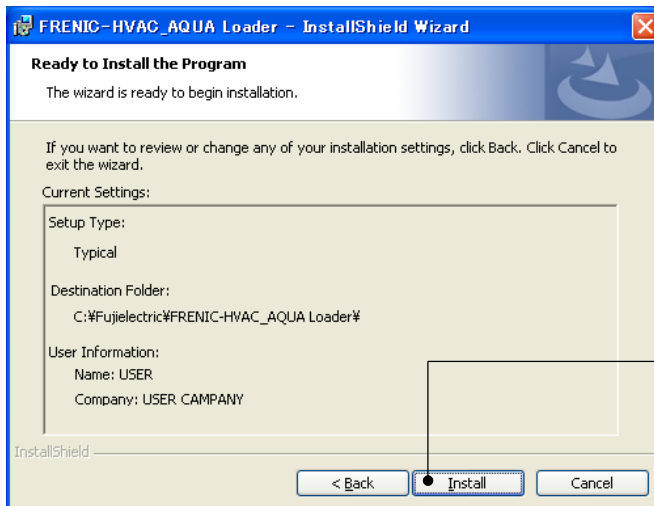 FRENIC-HVAC_AQUA Loader - InstallShield Wizard
Ready to Install the Program
The wizard is ready to begin installation.
If you want to review or change any of your installation settings, click Back. Click Cancel to
exit the wizard.
Current Settings:
Setup Type:
Typical
Destination Folder:
C:¥Fujielectric¥FRENIC-HVAC_AQUA Loader¥
User Information:
Name: USER
Company: USER CAMPANY
InstallShield
< Back
Install
Cancel